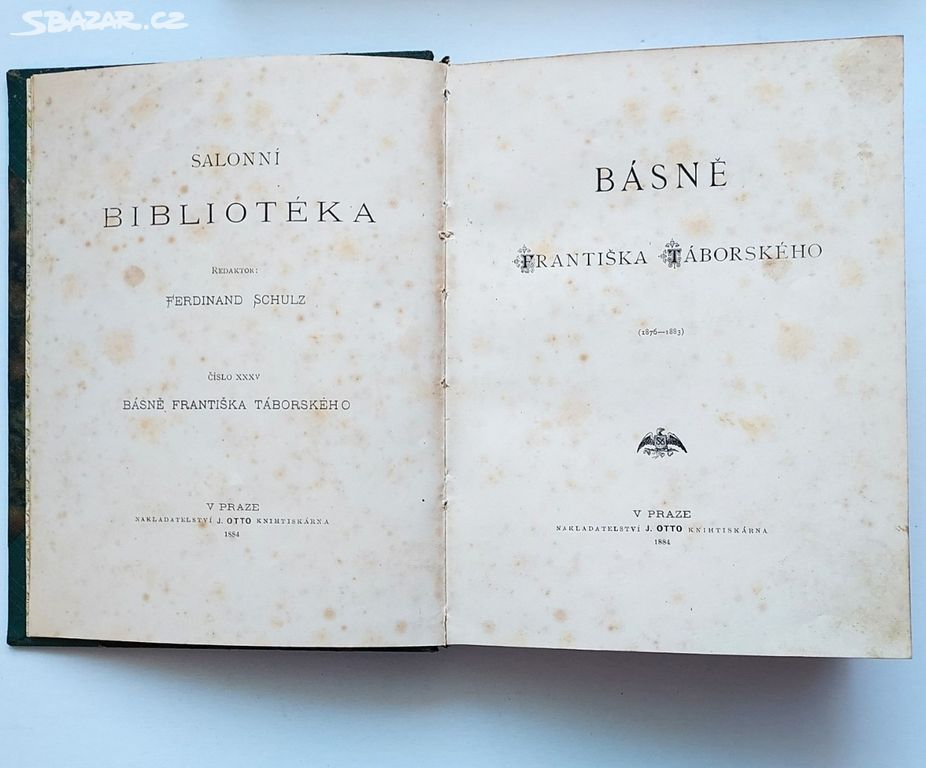 SBAZAR.CZ
SALONNÍ
BIBLIOTÉKA
REDAKTOR:
FERDINAND SCHULZ
ČÍSLO XXXV
BÁSNĚ FRANTIŠKA TÁBORSKÉHO
V PRAZE
NAKLADATELSTVÍ J. OTTO KNIHTISKÁRNA
1884
BÁSNĚ
FRANTIŠKA TÁBORSKÉHO
(1876—1883)
V PRAZE
NAKLADATELSTVÍ J. OTTO KNIHTISKÁRNA
1884